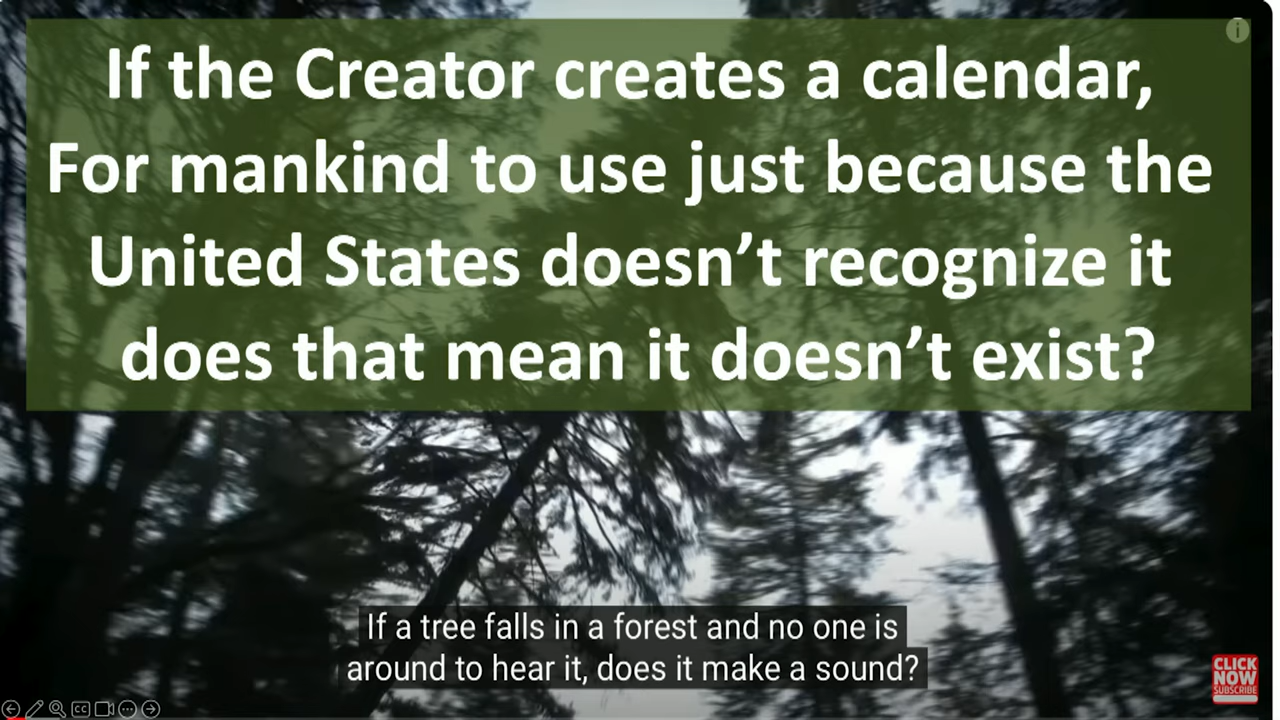 If the Creator creates a calendar,
For mankind to use just because the
United States doesn’t recognize it
does that mean it doesn’t exist?
If a tree falls in a forest and no one is
around to hear it, does it make a sound?
CLICK
NOW
SUBSCRIBE
CC
i